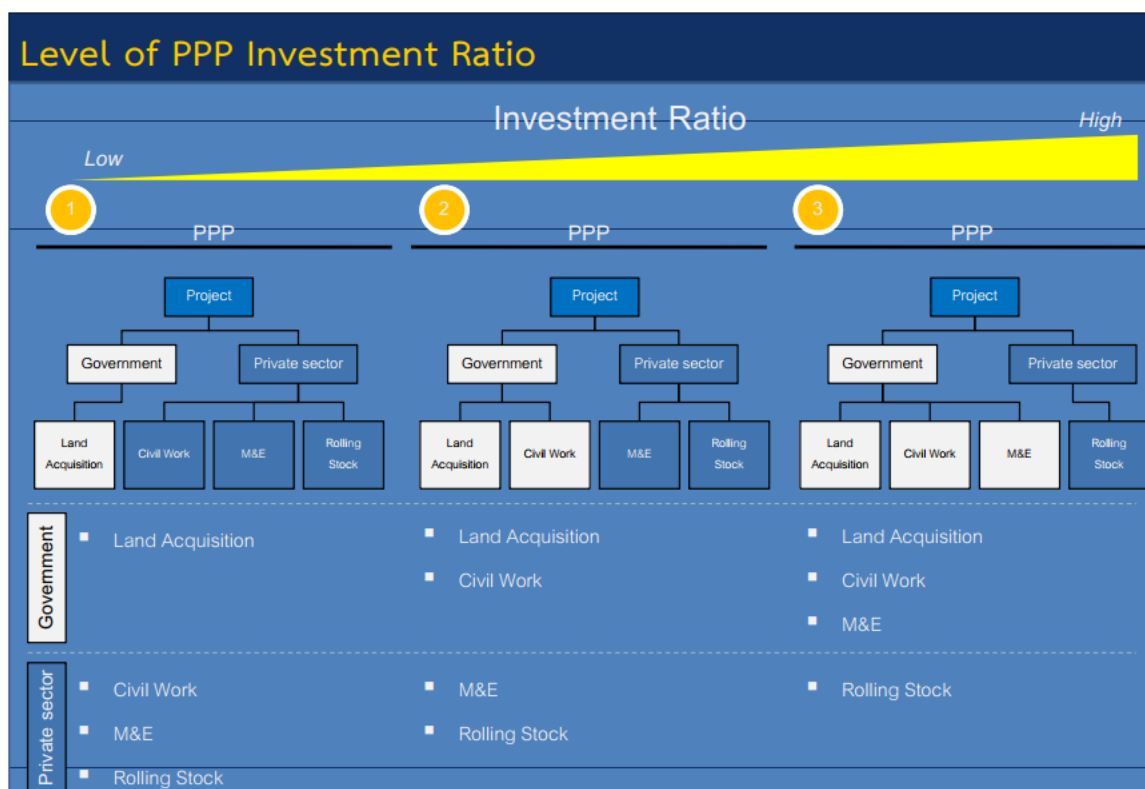 Level of PPP Investment Ratio
Investment Ratio
Low
High
1
PPP
2
PPP
3
PPP
Project
Government
Private sector
Land
Acquisition
Civil Work
M&E
Rolling
Stock
Project
Government
Private sector
Land
Acquisition
Civil Work
M&E
Rolling
Stock
Project
Government
Private sector
Land
Acquisition
Civil Work
M&E
Rolling
Stock
Government
▪ Land Acquisition
▪ Land Acquisition
▪ Civil Work
▪ Land Acquisition
▪ Civil Work
▪ M&E
Private sector
▪ Civil Work
▪ M&E
▪ Rolling Stock
▪ M&E
▪ Rolling Stock
▪ Rolling Stock